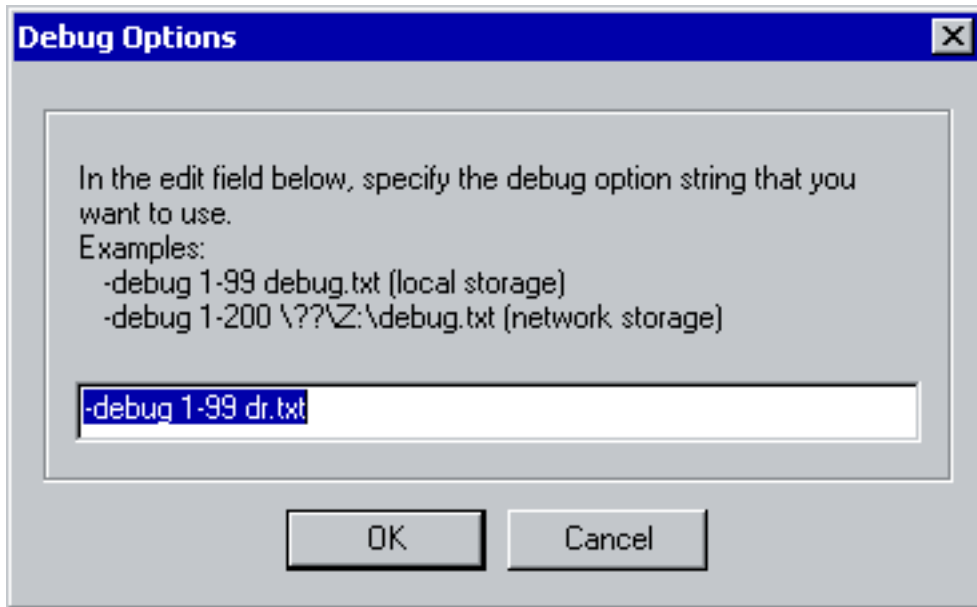 Debug Options
In the edit field below, specify the debug option string that you
want to use.
Examples:
-debug 1-99 debug.txt (local storage)
-debug 1-200 \??\Z:\debug.txt (network storage)
-debug 1-99 dr.txt
OK Cancel